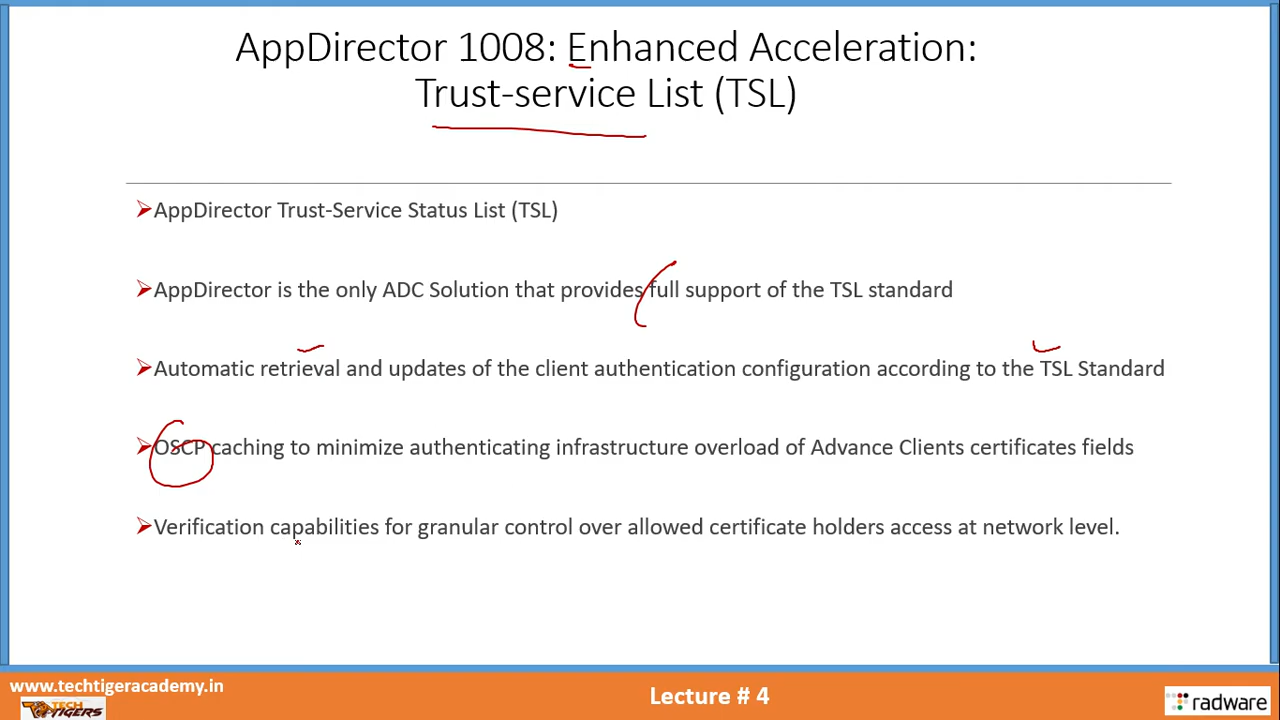 AppDirector 1008: Enhanced Acceleration:
Trust-service List (TSL)
AppDirector Trust-Service Status List (TSL)
AppDirector is the only ADC Solution that provides full support of the TSL standard
Automatic retrieval and updates of the client authentication configuration according to the TSL Standard
OSCP caching to minimize authenticating infrastructure overload of Advance Clients certificates fields
Verification capabilities for granular control over allowed certificate holders access at network level.
www.techtigeracademy.in
TECH
TIGERS
Lecture # 4
radware